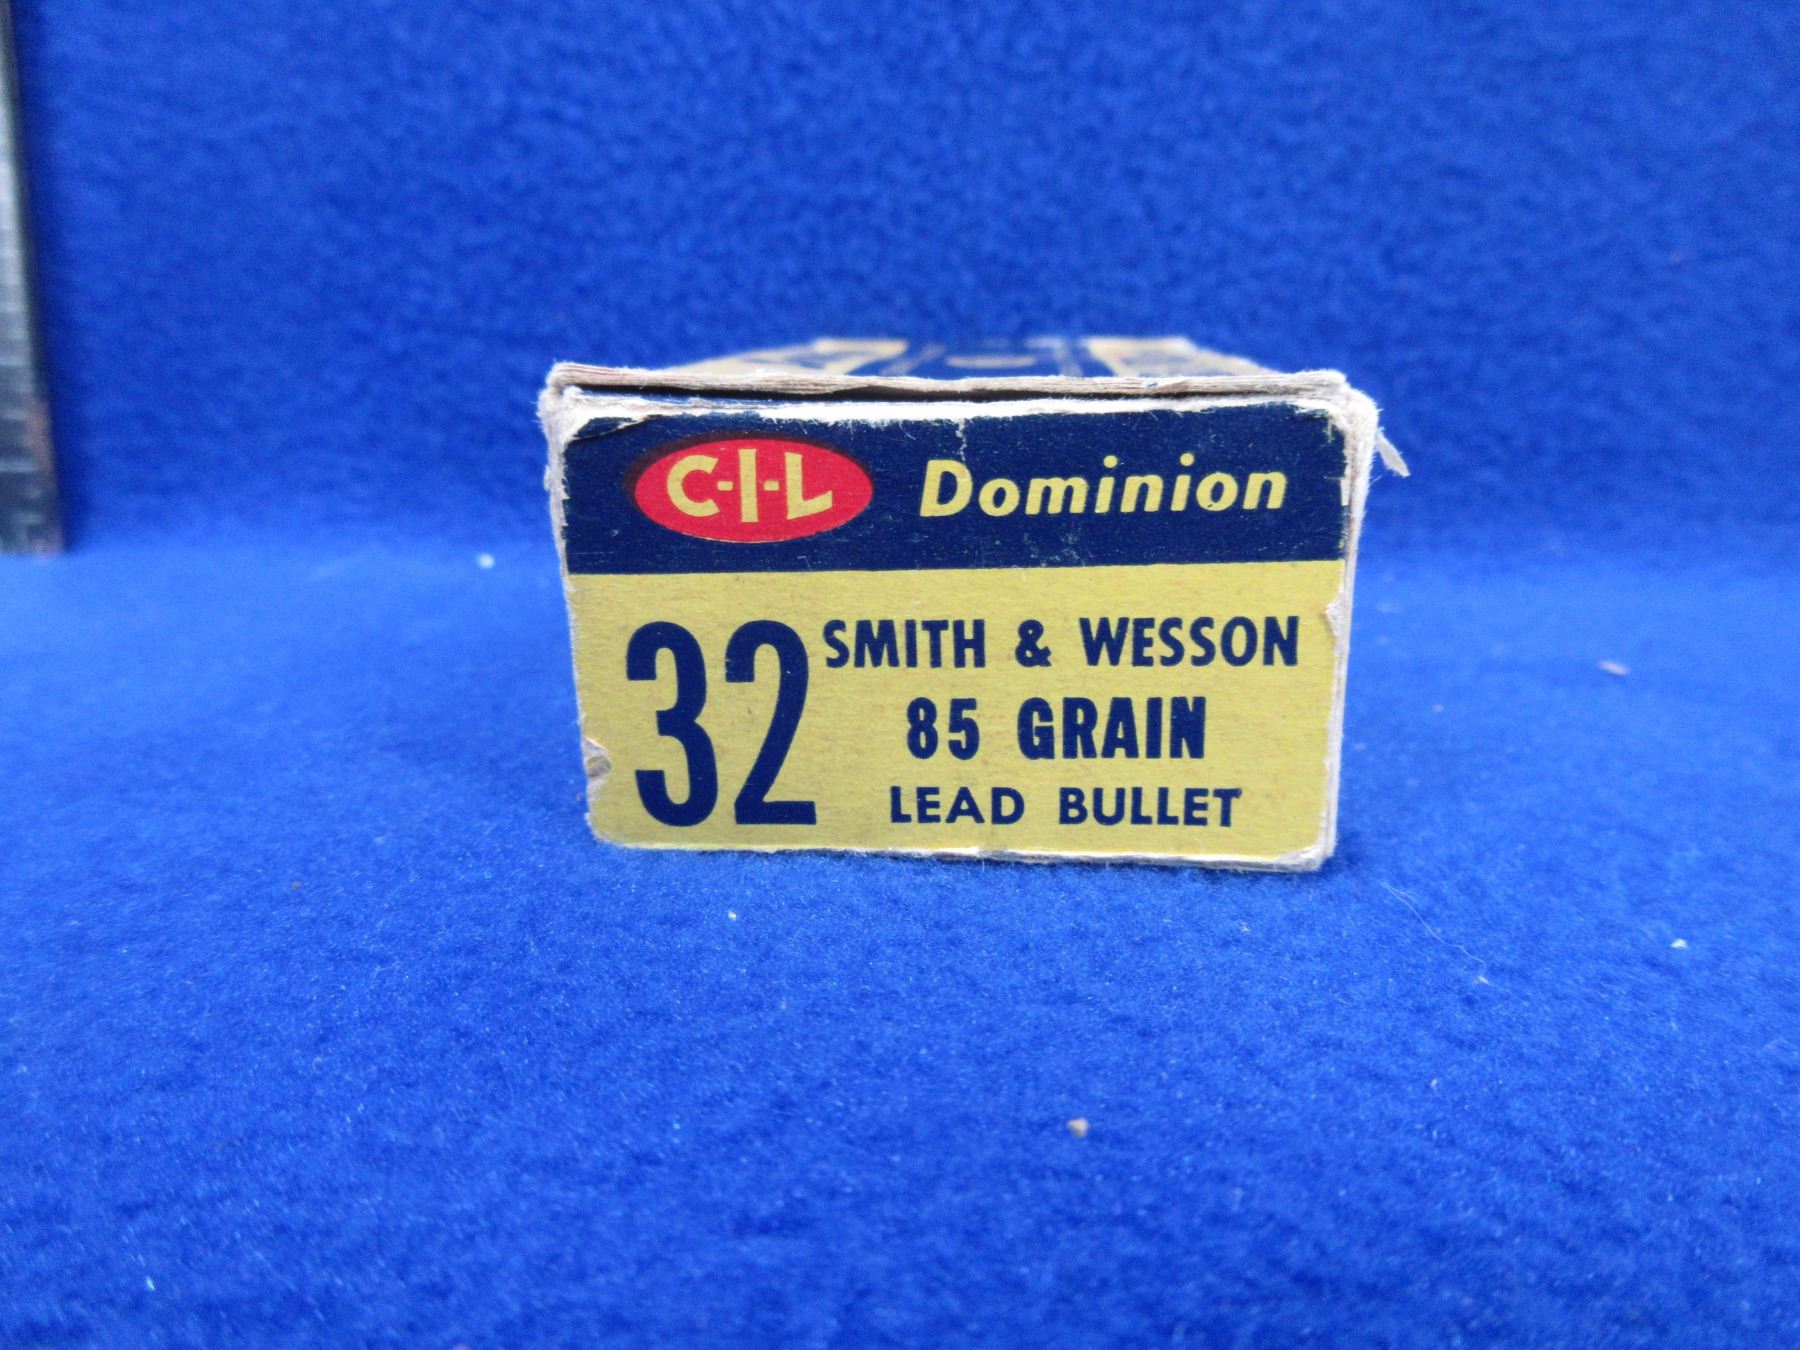 C-I-L Dominion
32 SMITH & WESSON
85 GRAIN
LEAD BULLET